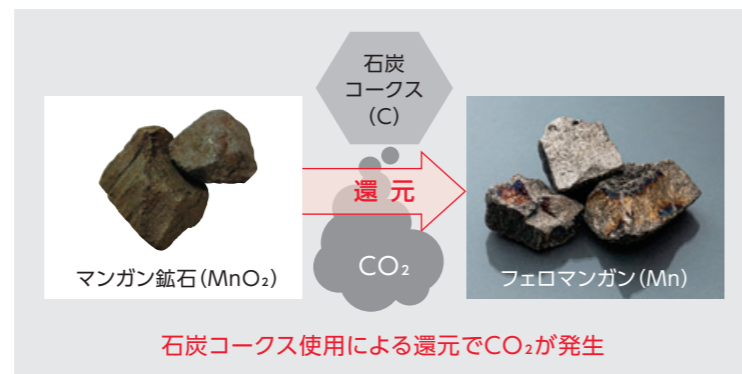 石炭
コークス
（C）
還元
CO₂
マンガン鉱石（MnO₂）
フェロマンガン（Mn）
石炭コークス使用による還元でCO₂が発生